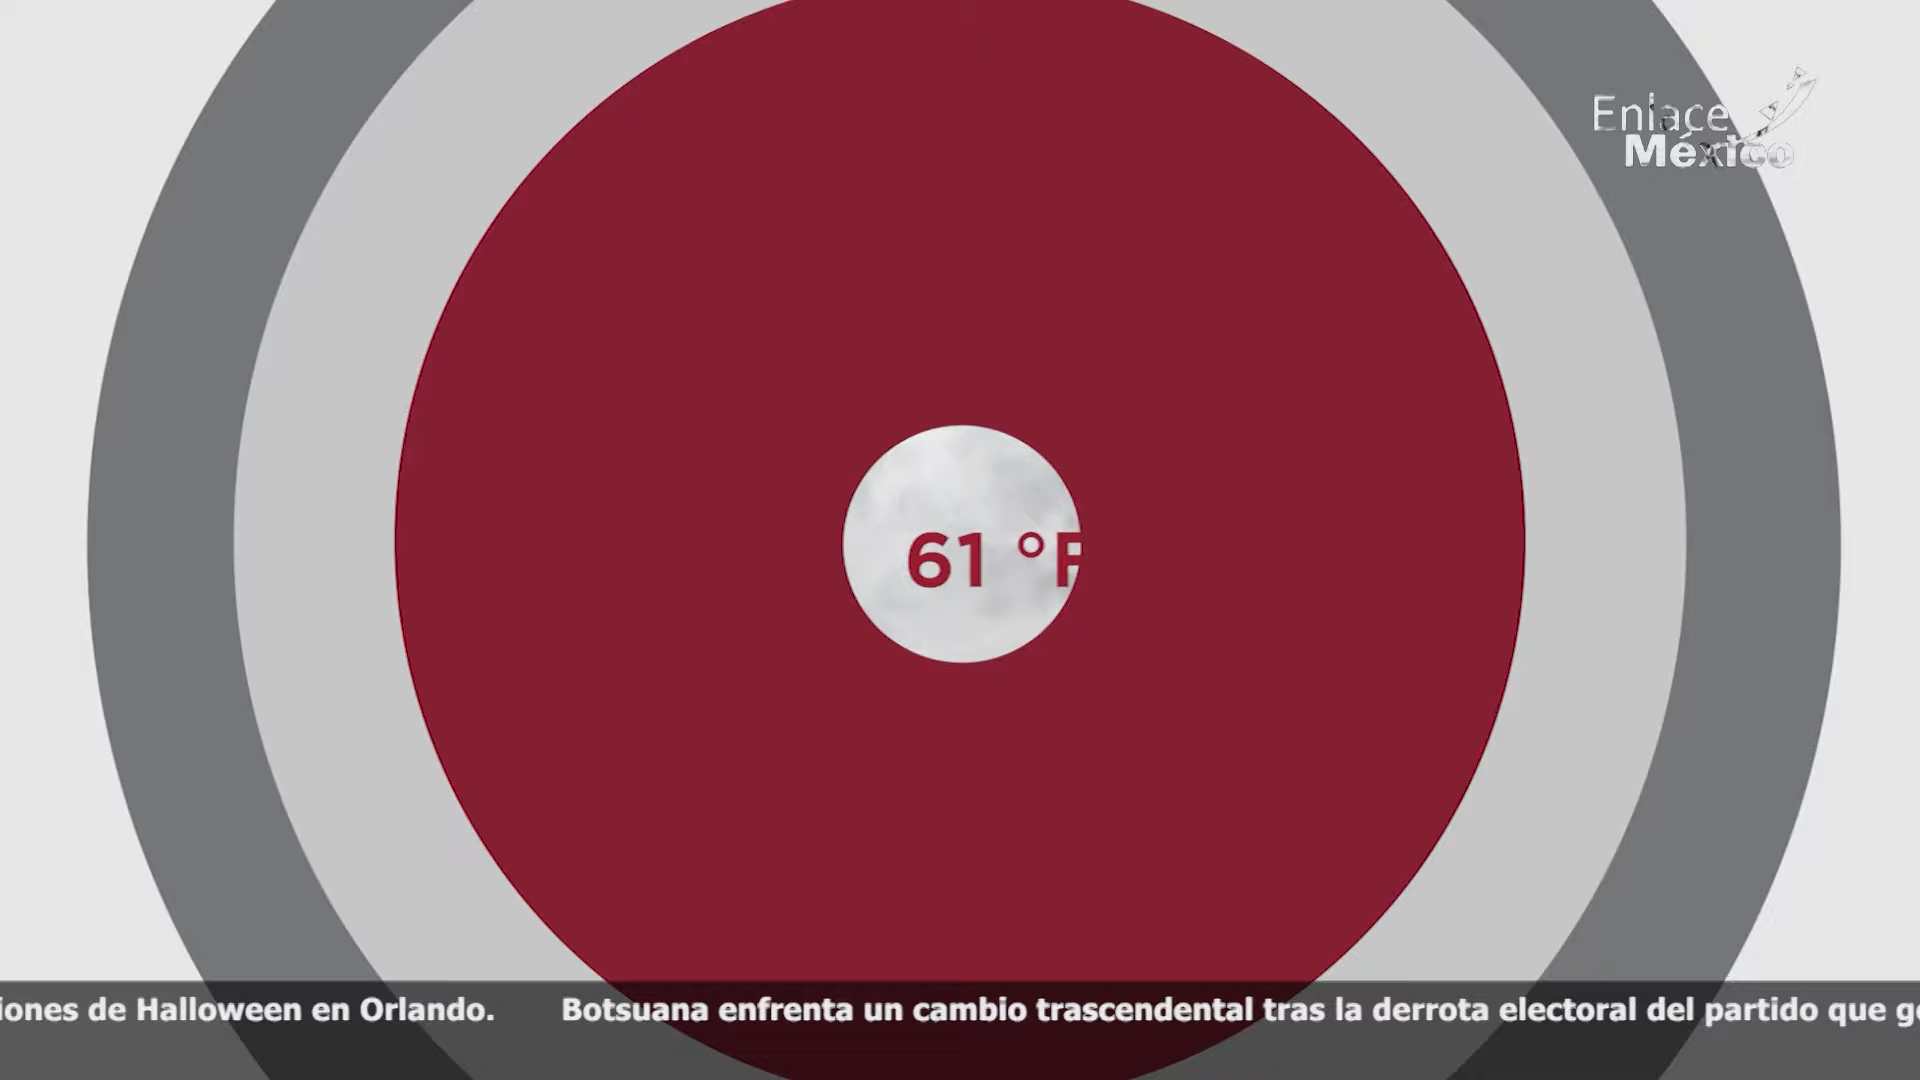 Enlace
México
61 °F
de Halloween en Orlando. Botsuana enfrenta un cambio trascendental tras la derrota electoral del partido que